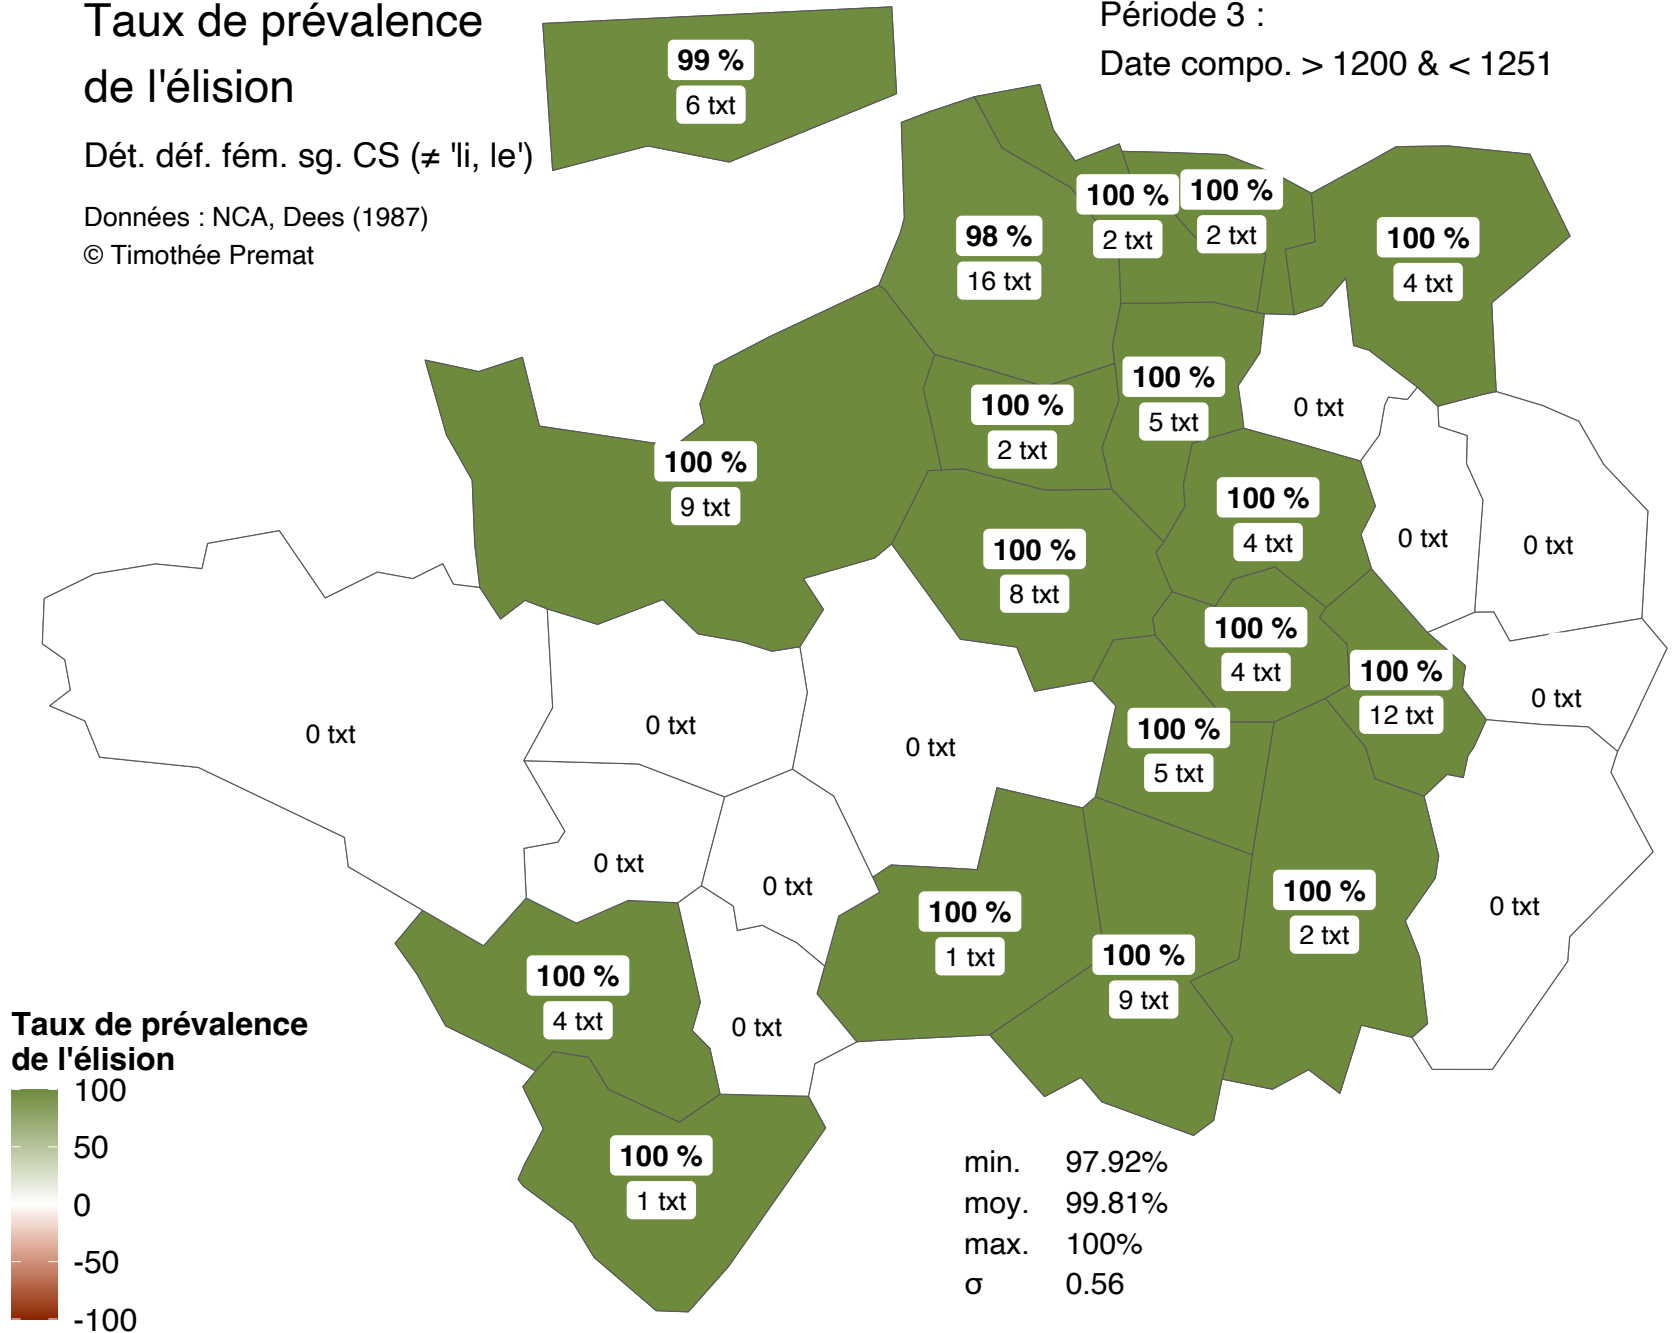 Taux de prévalence
de l'élision
Dét. déf. fém. sg. CS (≠ 'li, le')
Données : NCA, Dees (1987)
© Timothée Premat
Période 3 :
Date compo. > 1200 & < 1251
99 %
6 txt
100 %
2 txt
100 %
2 txt
98 %
16 txt
100 %
4 txt
100 %
5 txt
100 %
2 txt
0 txt
100 %
9 txt
100 %
4 txt
0 txt
0 txt
100 %
8 txt
100 %
4 txt
100 %
12 txt
0 txt
0 txt
0 txt
0 txt
100 %
5 txt
0 txt
0 txt
100 %
2 txt
0 txt
100 %
1 txt
100 %
9 txt
100 %
4 txt
0 txt
100 %
1 txt
Taux de prévalence
de l'élision
100
50
0
-50
-100
min. 97.92%
moy. 99.81%
max. 100%
σ 0.56